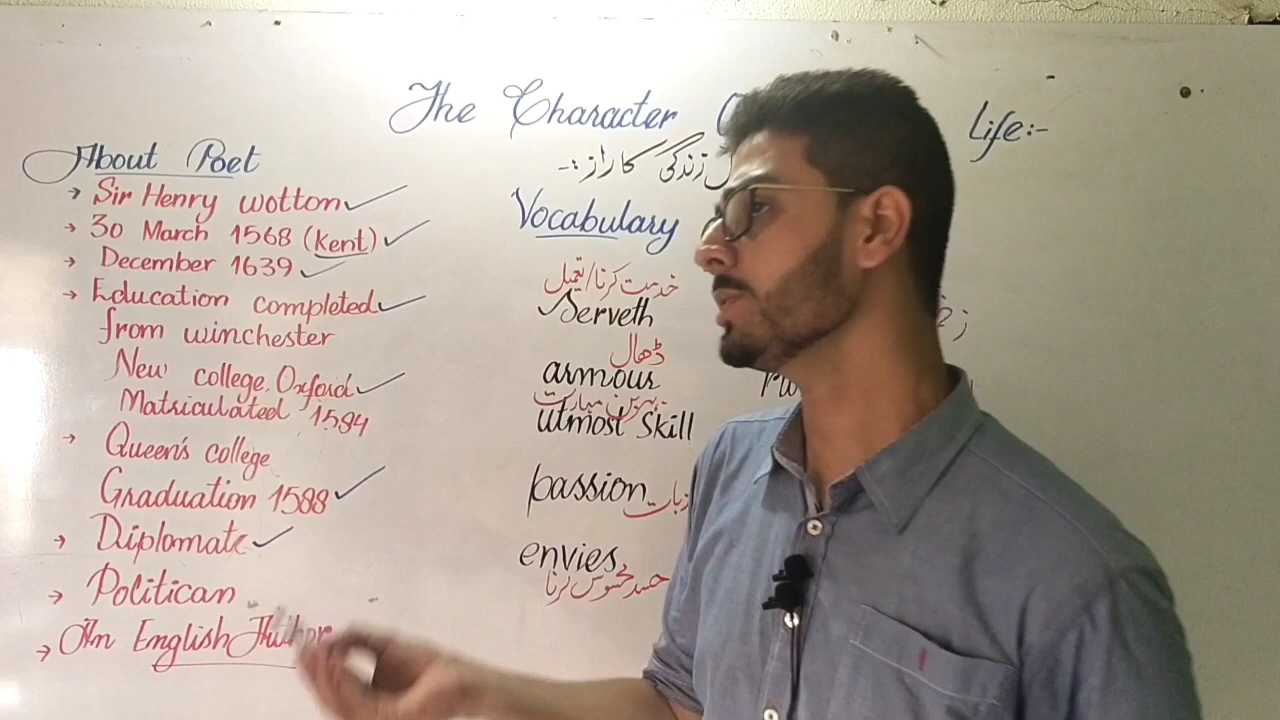 The Character
Life:-
زندگی کا راز :-
About Poet
→ Sir Henry wotton
→ 30 March 1568 (Kent)
→ December 1639
→ Education completed
from winchester
New college, Oxford
Matriculated 1584
→ Queen's college
Graduation 1588
→ Diplomate
→ Politican
→ An English Author
Vocabulary
خدمت کرنا/تعمیل
Serveth
ڈھال
armour
بہترین مہارت
utmost Skill
passion
envies
حسد محسوس کرنا